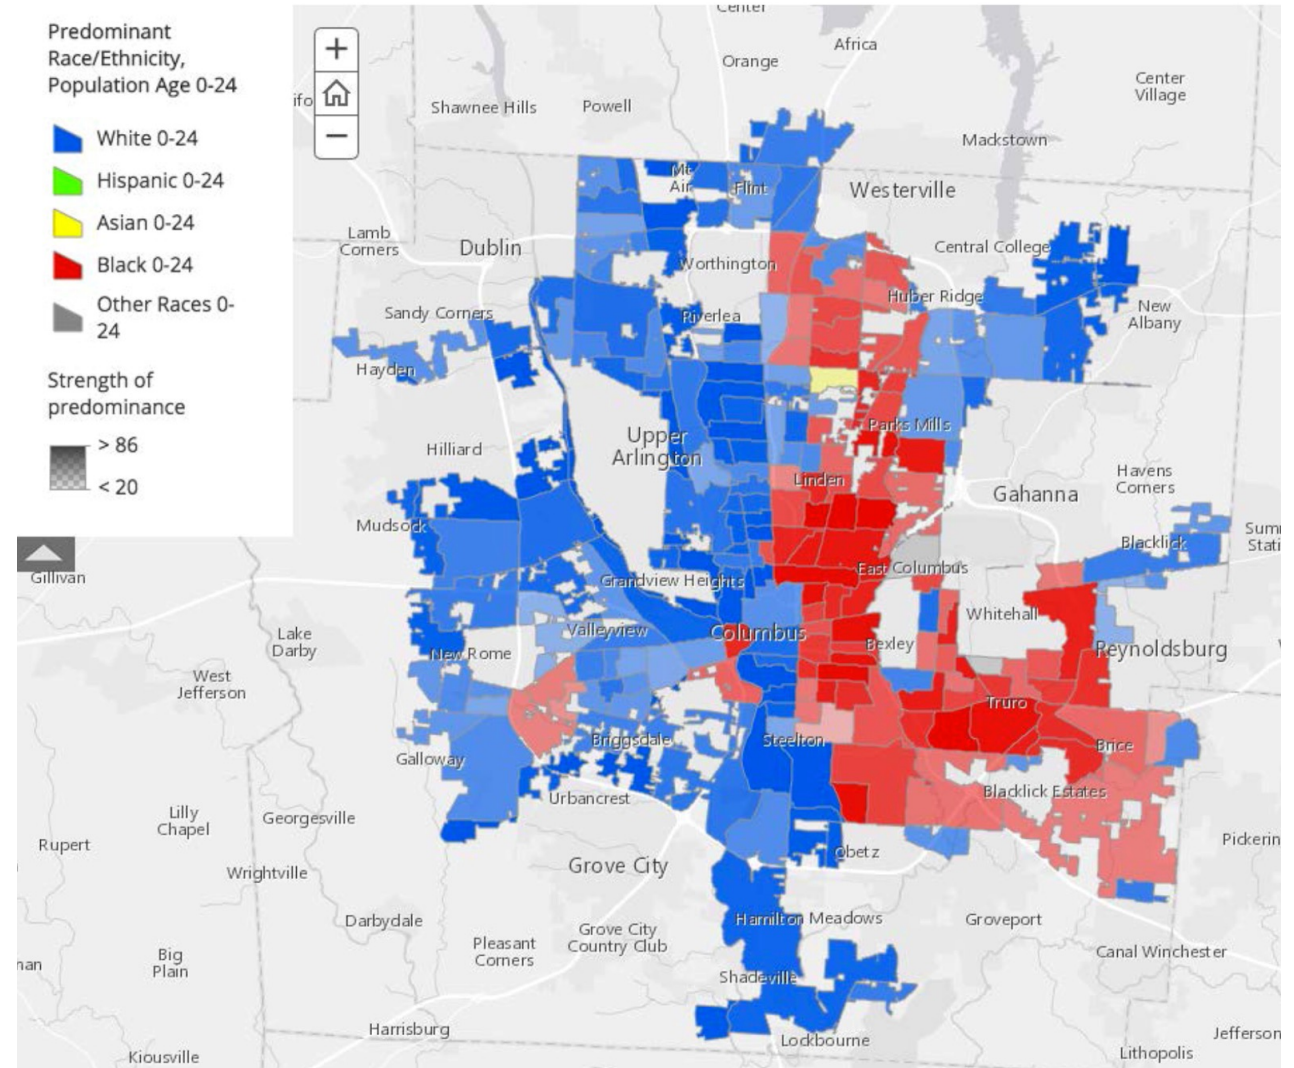 Predominant
Race/Ethnicity,
Population Age 0-24
White 0-24
Hispanic 0-24
Asian 0-24
Black 0-24
Other Races 0-
24
Strength of
predominance
> 86
< 20
+
−
Center
Africa
Orange
Center
Village
Shawnee Hills
Powell
Mackstown
Mt
Air
Flint
Westerville
Lamb
Corners
Dublin
Central College
Worthington
Huber Ridge
Sandy Corners
Riverlea
New
Albany
Hayden
Parks Mills
Upper
Arlington
Hilliard
Linden
Havens
Corners
Gahanna
Mudsock
Blacklick
Gillivan
Grandview Heights
East Columbus
Whitehall
Lake
Darby
Valleyview
Columbus
Bexley
New Rome
Reynoldsburg
West
Jefferson
Truro
Briggsdale
Steelton
Brice
Galloway
Urbancrest
Blacklick Estates
Lilly
Chapel
Georgesville
Rupert
Obetz
Pickerin
Grove City
Wrightville
Darbydale
Hamilton Meadows
Groveport
Grove City
Country Club
Pleasant
Corners
Canal Winchester
Big
Plain
Shadeville
Harrisburg
Lockbourne
Jefferson
Kiousville
Lithopolis